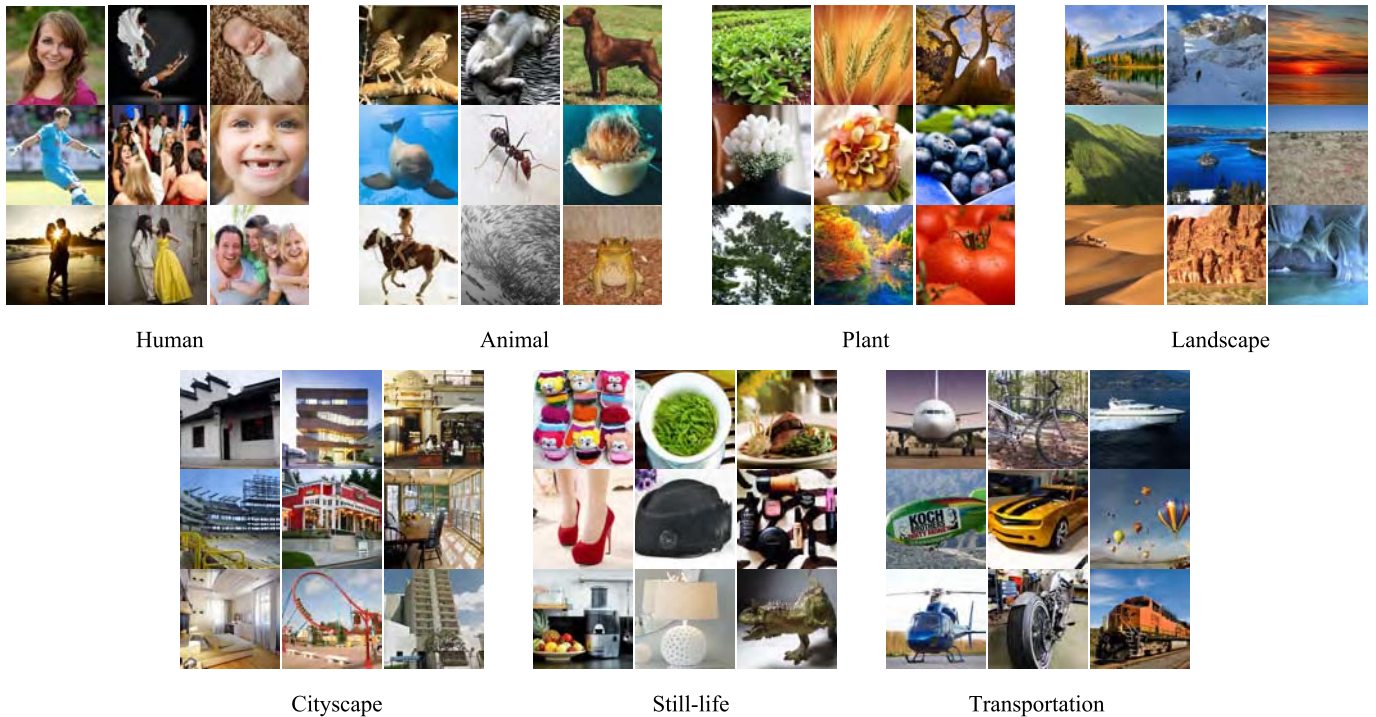 Human
Animal
Plant
Landscape
KOCH
BROTHERS
Cityscape
Still-life
Transportation